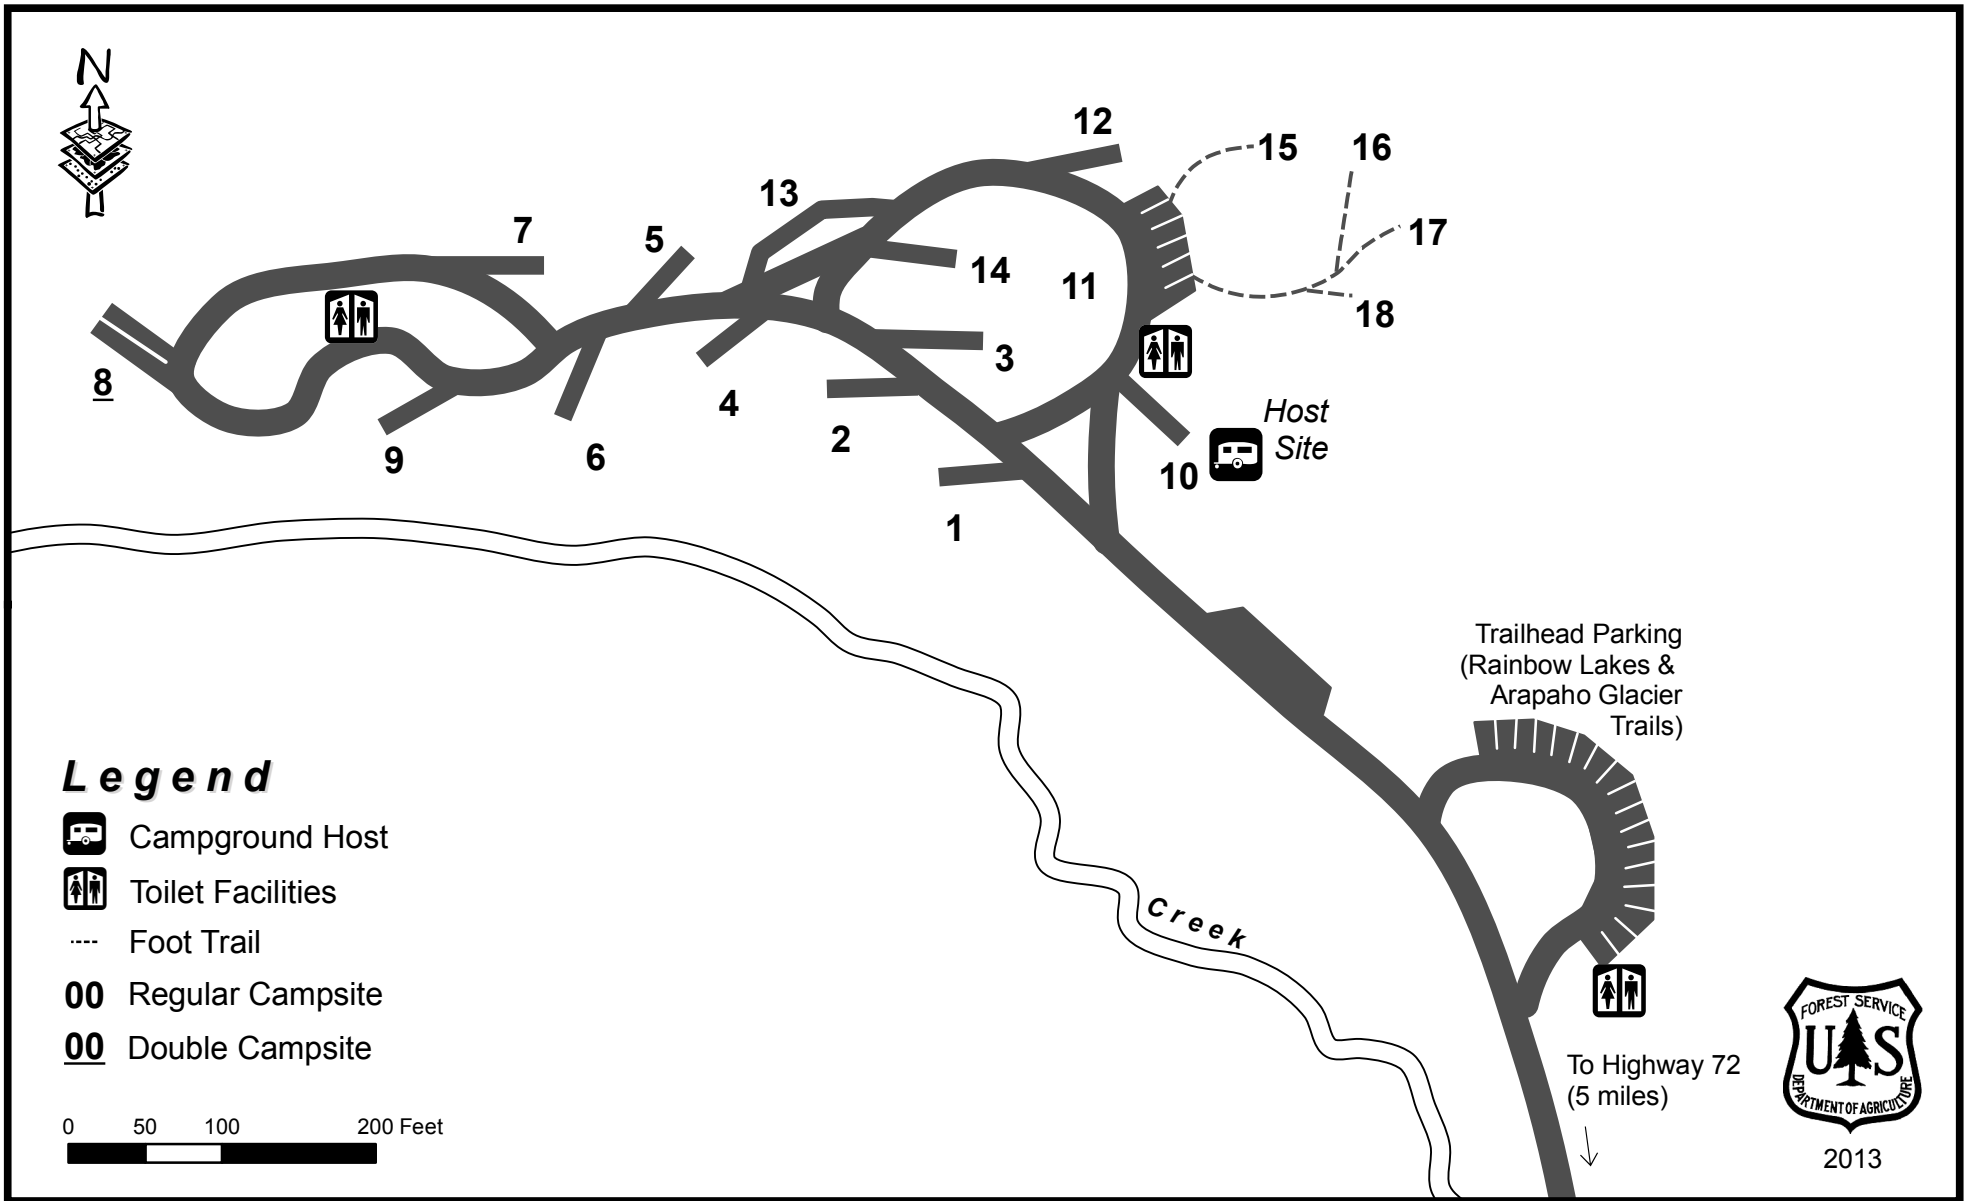 N
12
15
16
13
7
5
17
14
11
18
3
8
4
2
Host
Site
9
6
10
1
Trailhead Parking
(Rainbow Lakes &
Arapaho Glacier
Trails)
Legend
Campground Host
Toilet Facilities
Foot Trail
00 Regular Campsite
00 Double Campsite
Creek
0 50 100 200 Feet
To Highway 72
(5 miles)
FOREST SERVICE
U S
DEPARTMENT OF AGRICULTURE
2013